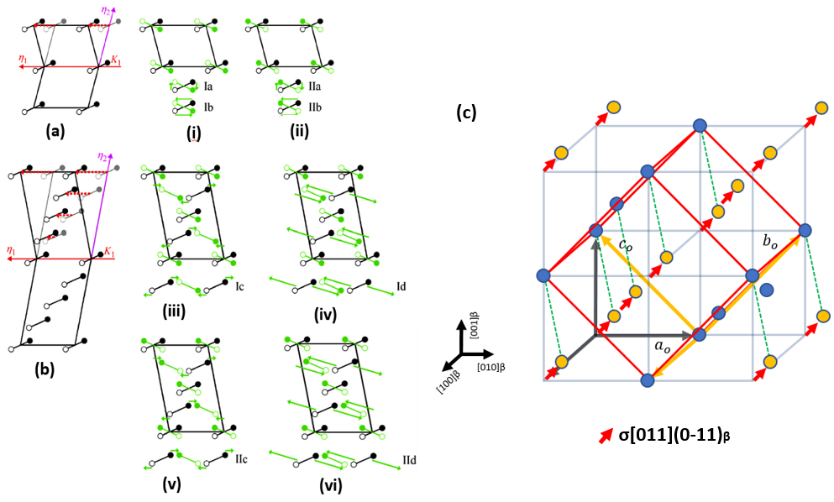 η2
η1
K1
(a)
Ia
Ib
(i)
IIa
IIb
(ii)
η2
η1
K1
(b)
Ic
(iii)
Id
(iv)
IIc
(v)
IId
(vi)
(c)
co
bo
ao
[001]β
[010]β
[100]β
σ[011](0-11)β